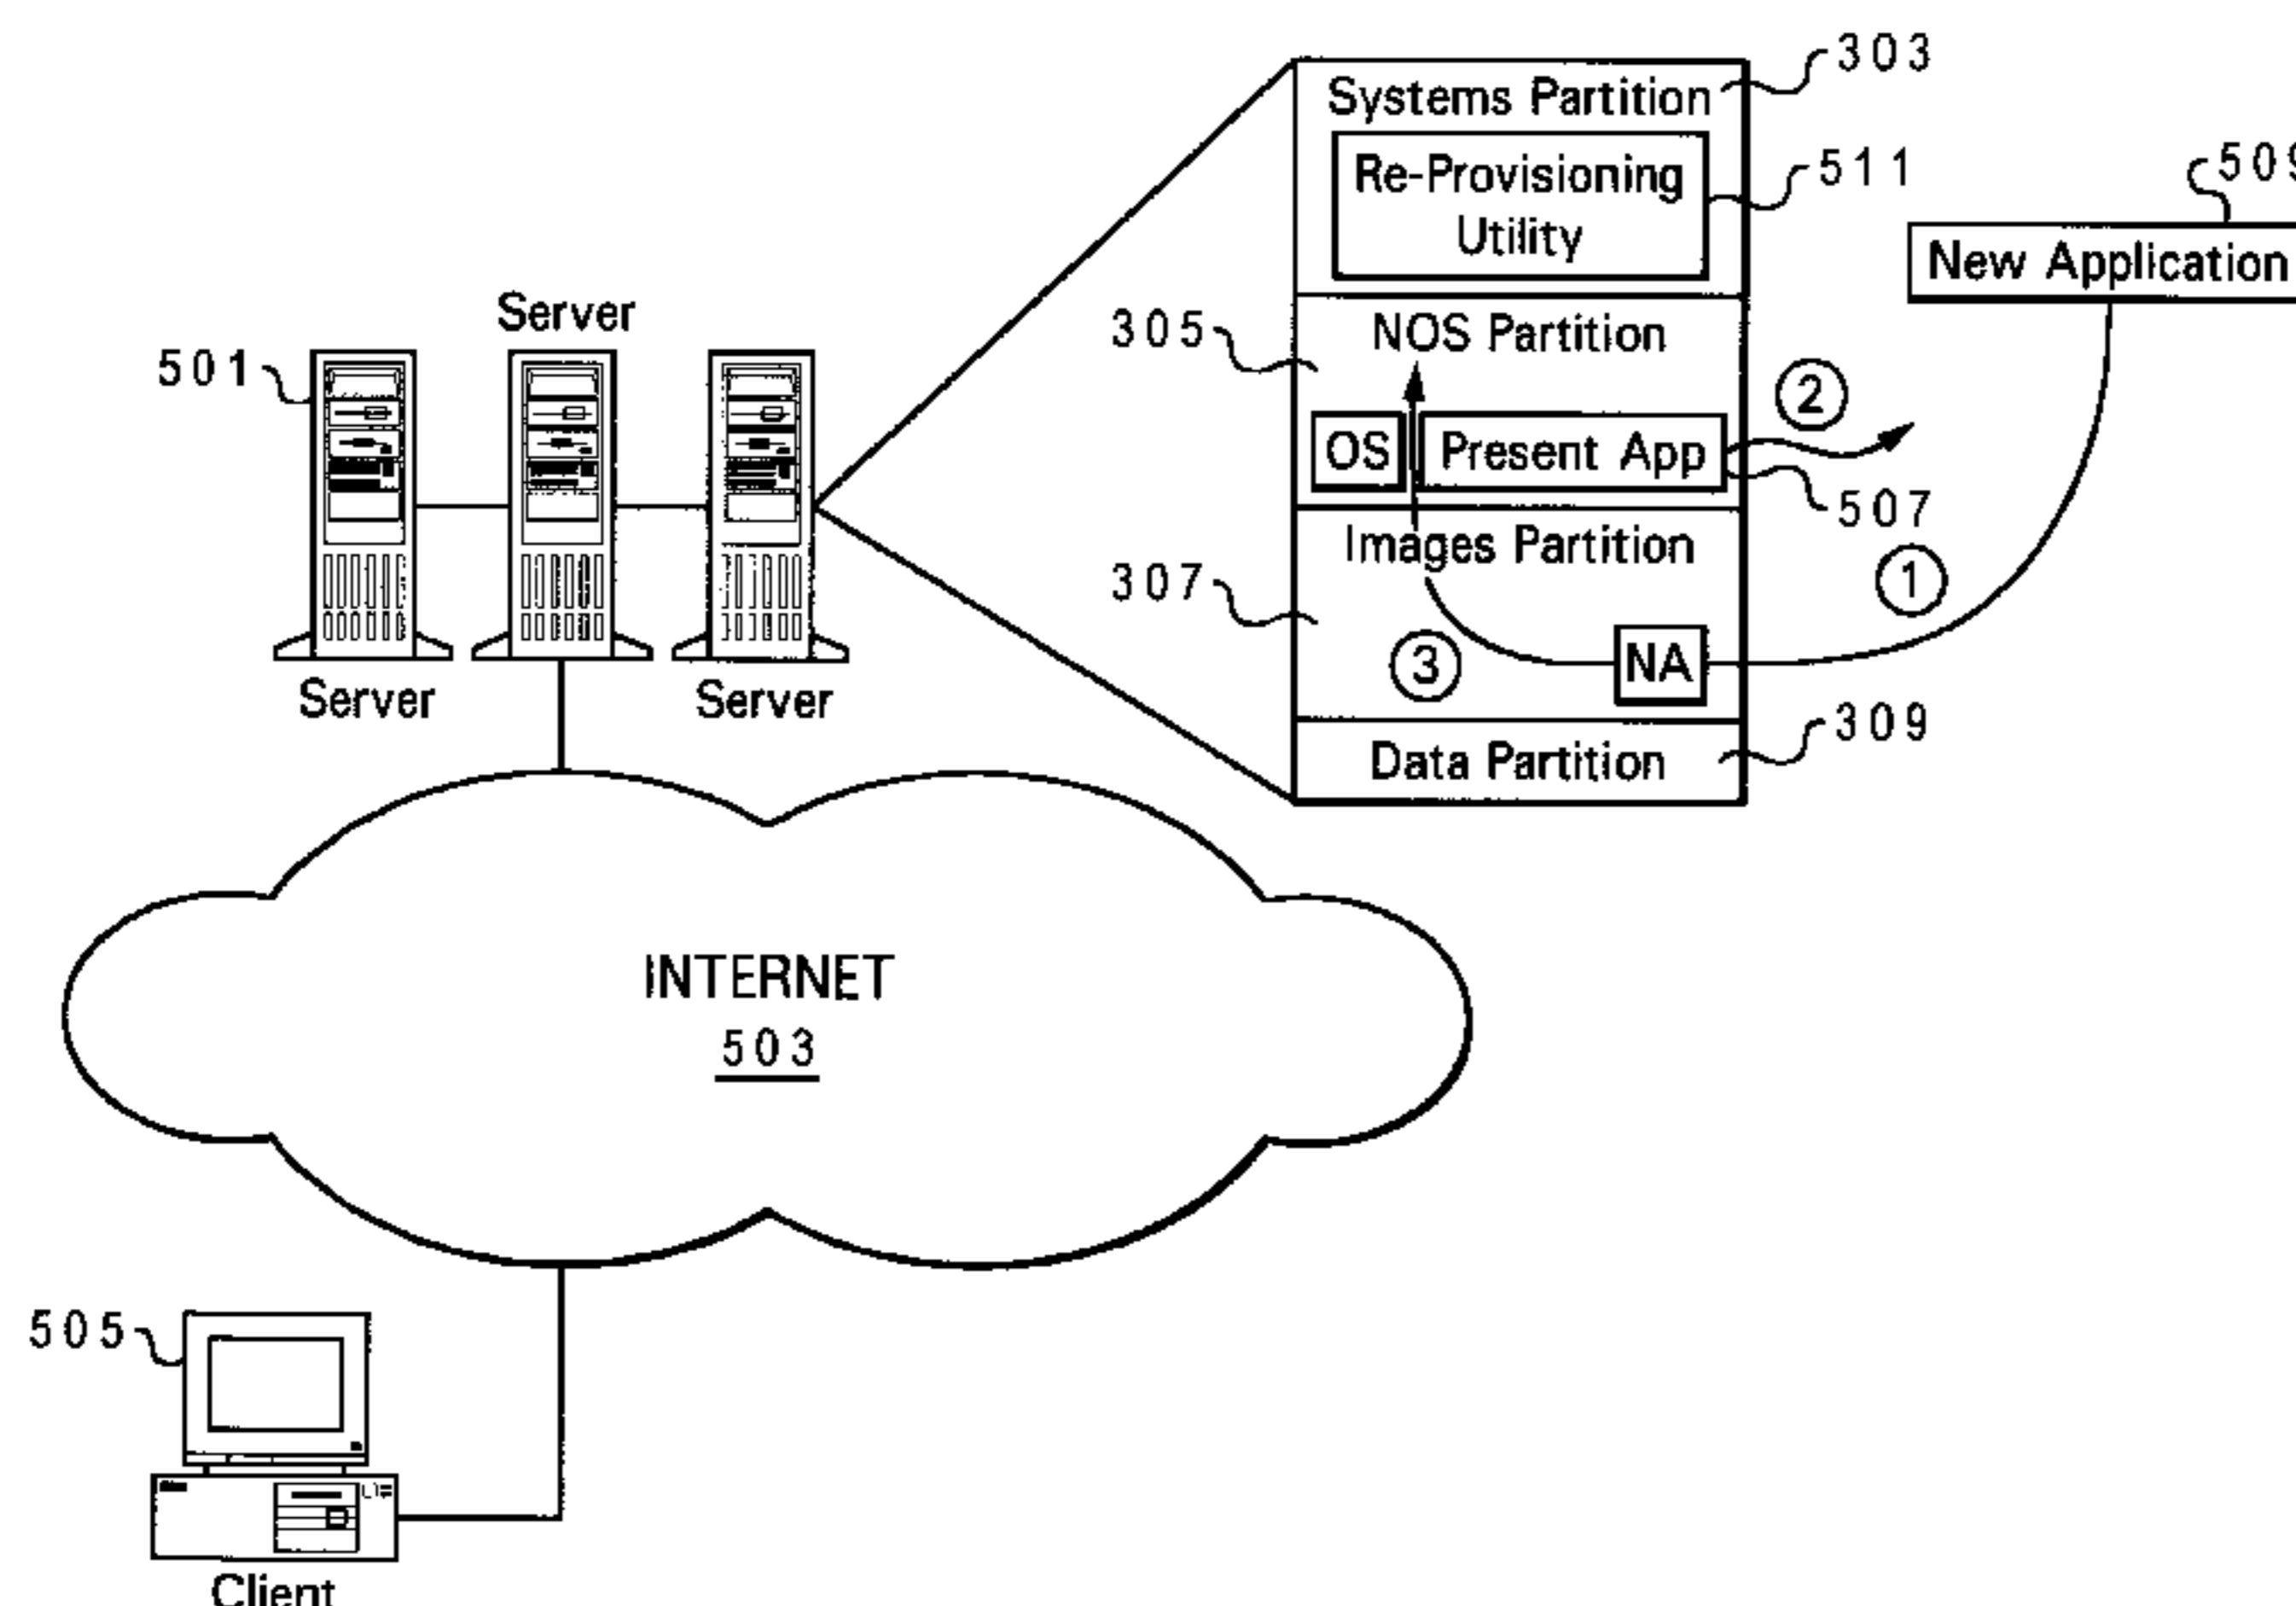 303
Systems Partition
Re-Provisioning
Utility
511
509
New Application
Server
501
305
NOS Partition
2
OS
Present App
507
Images Partition
1
307
3
NA
Server
Server
309
Data Partition
INTERNET
503
505
Client